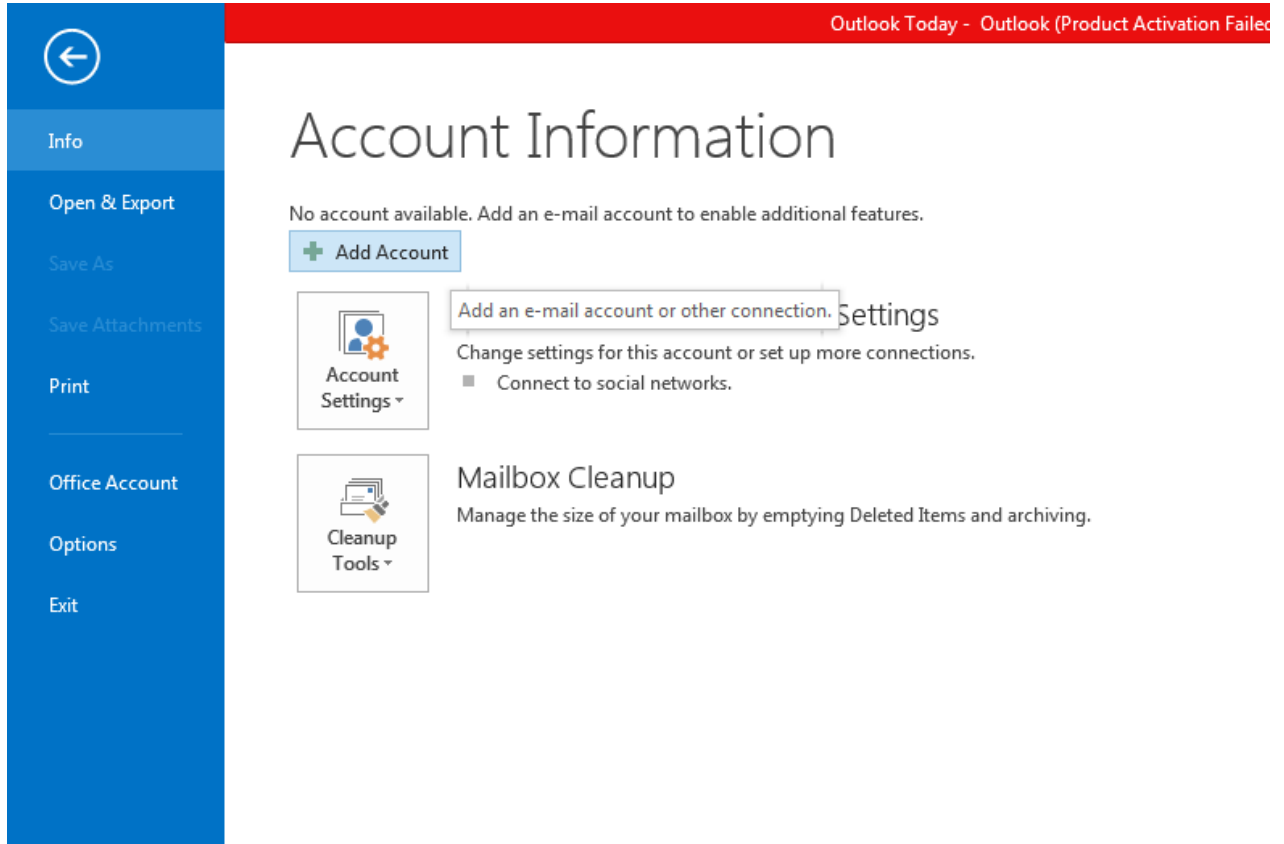 Outlook Today - Outlook (Product Activation Failed
Info
Open & Export
Save As
Save Attachments
Print
Office Account
Options
Exit
Account Information
No account available. Add an e-mail account to enable additional features.
Add Account
Add an e-mail account or other connection.
Settings
Account
Settings
Change settings for this account or set up more connections.
Connect to social networks.
Cleanup
Tools
Mailbox Cleanup
Manage the size of your mailbox by emptying Deleted Items and archiving.